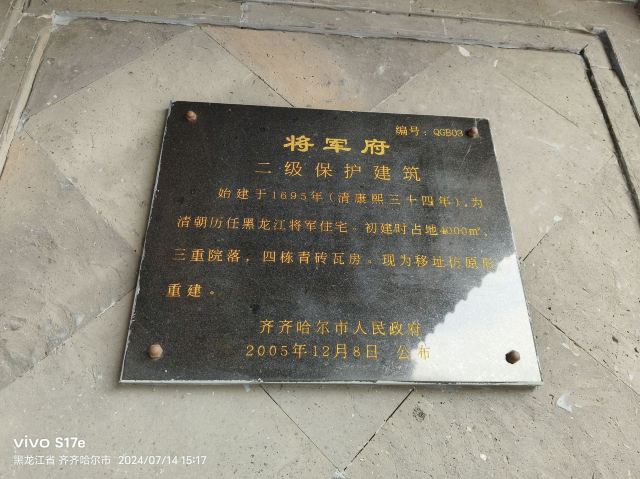 编号：QGB03
将军府
二级保护建筑
始建于1695年（清康熙三十四年），为
清朝历任黑龙江将军住宅。初建时占地4000㎡，
三重院落，四栋青砖瓦房。现为移址仿原形
重建。
齐齐哈尔市人民政府
2005年12月8日 公布
vivo S17e
黑龙江省 齐齐哈尔市 2024/07/14 15:17